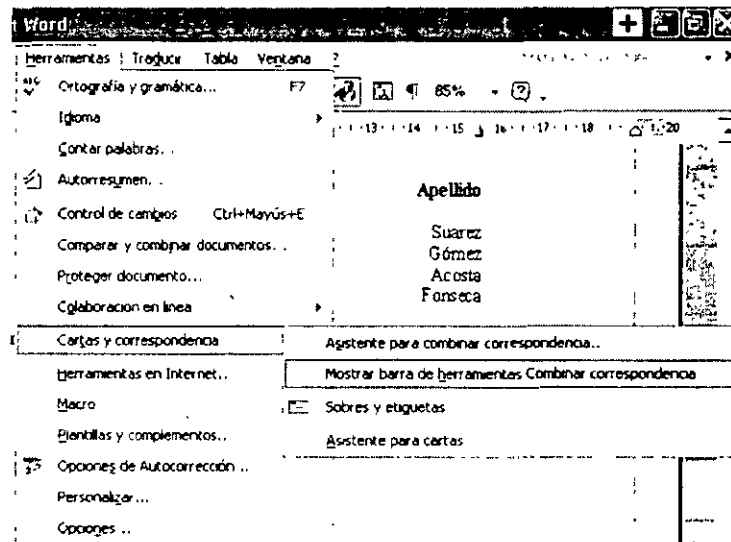 t Word
Herramientas Traducir Tabla Ventana ?
Ortografía y gramática... F7
85%
Idioma
13 14 15 16 17 18 20
Contar palabras. .
Autorresumen. .
Apellido
Control de cambios Ctrl+Mayús+E
Suarez
Comparar y combinar documentos. .
Gómez
Proteger documento...
Acosta
Colaboracion en linea
Fonseca
Cartas y correspondencia
Asistente para combinar correspondencia..
Herramientas en Internet..
Mostrar barra de herramientas Combinar correspondencia
Macro
Sobres y etiquetas
Plantillas y complementos..
Asistente para cartas
Opciones de Autocorrección ..
Personalizar...
Opciones ..